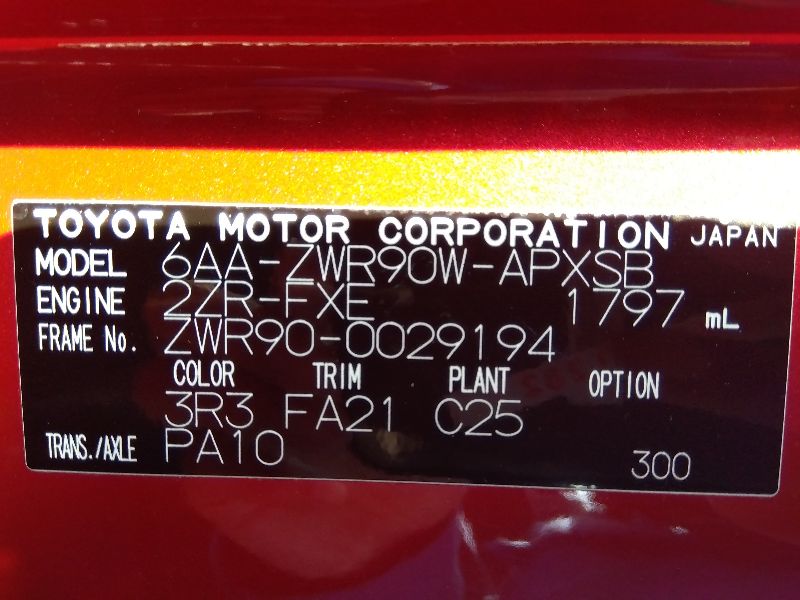 TOYOTA MOTOR CORPORATION JAPAN
MODEL 6AA-ZWR90W-APXSB
ENGINE 2ZR-FXE 1797 mL
FRAME No. ZWR90-0029194
COLOR TRIM PLANT OPTION
3R3 FA21 C25
TRANS./AXLE PA10 300